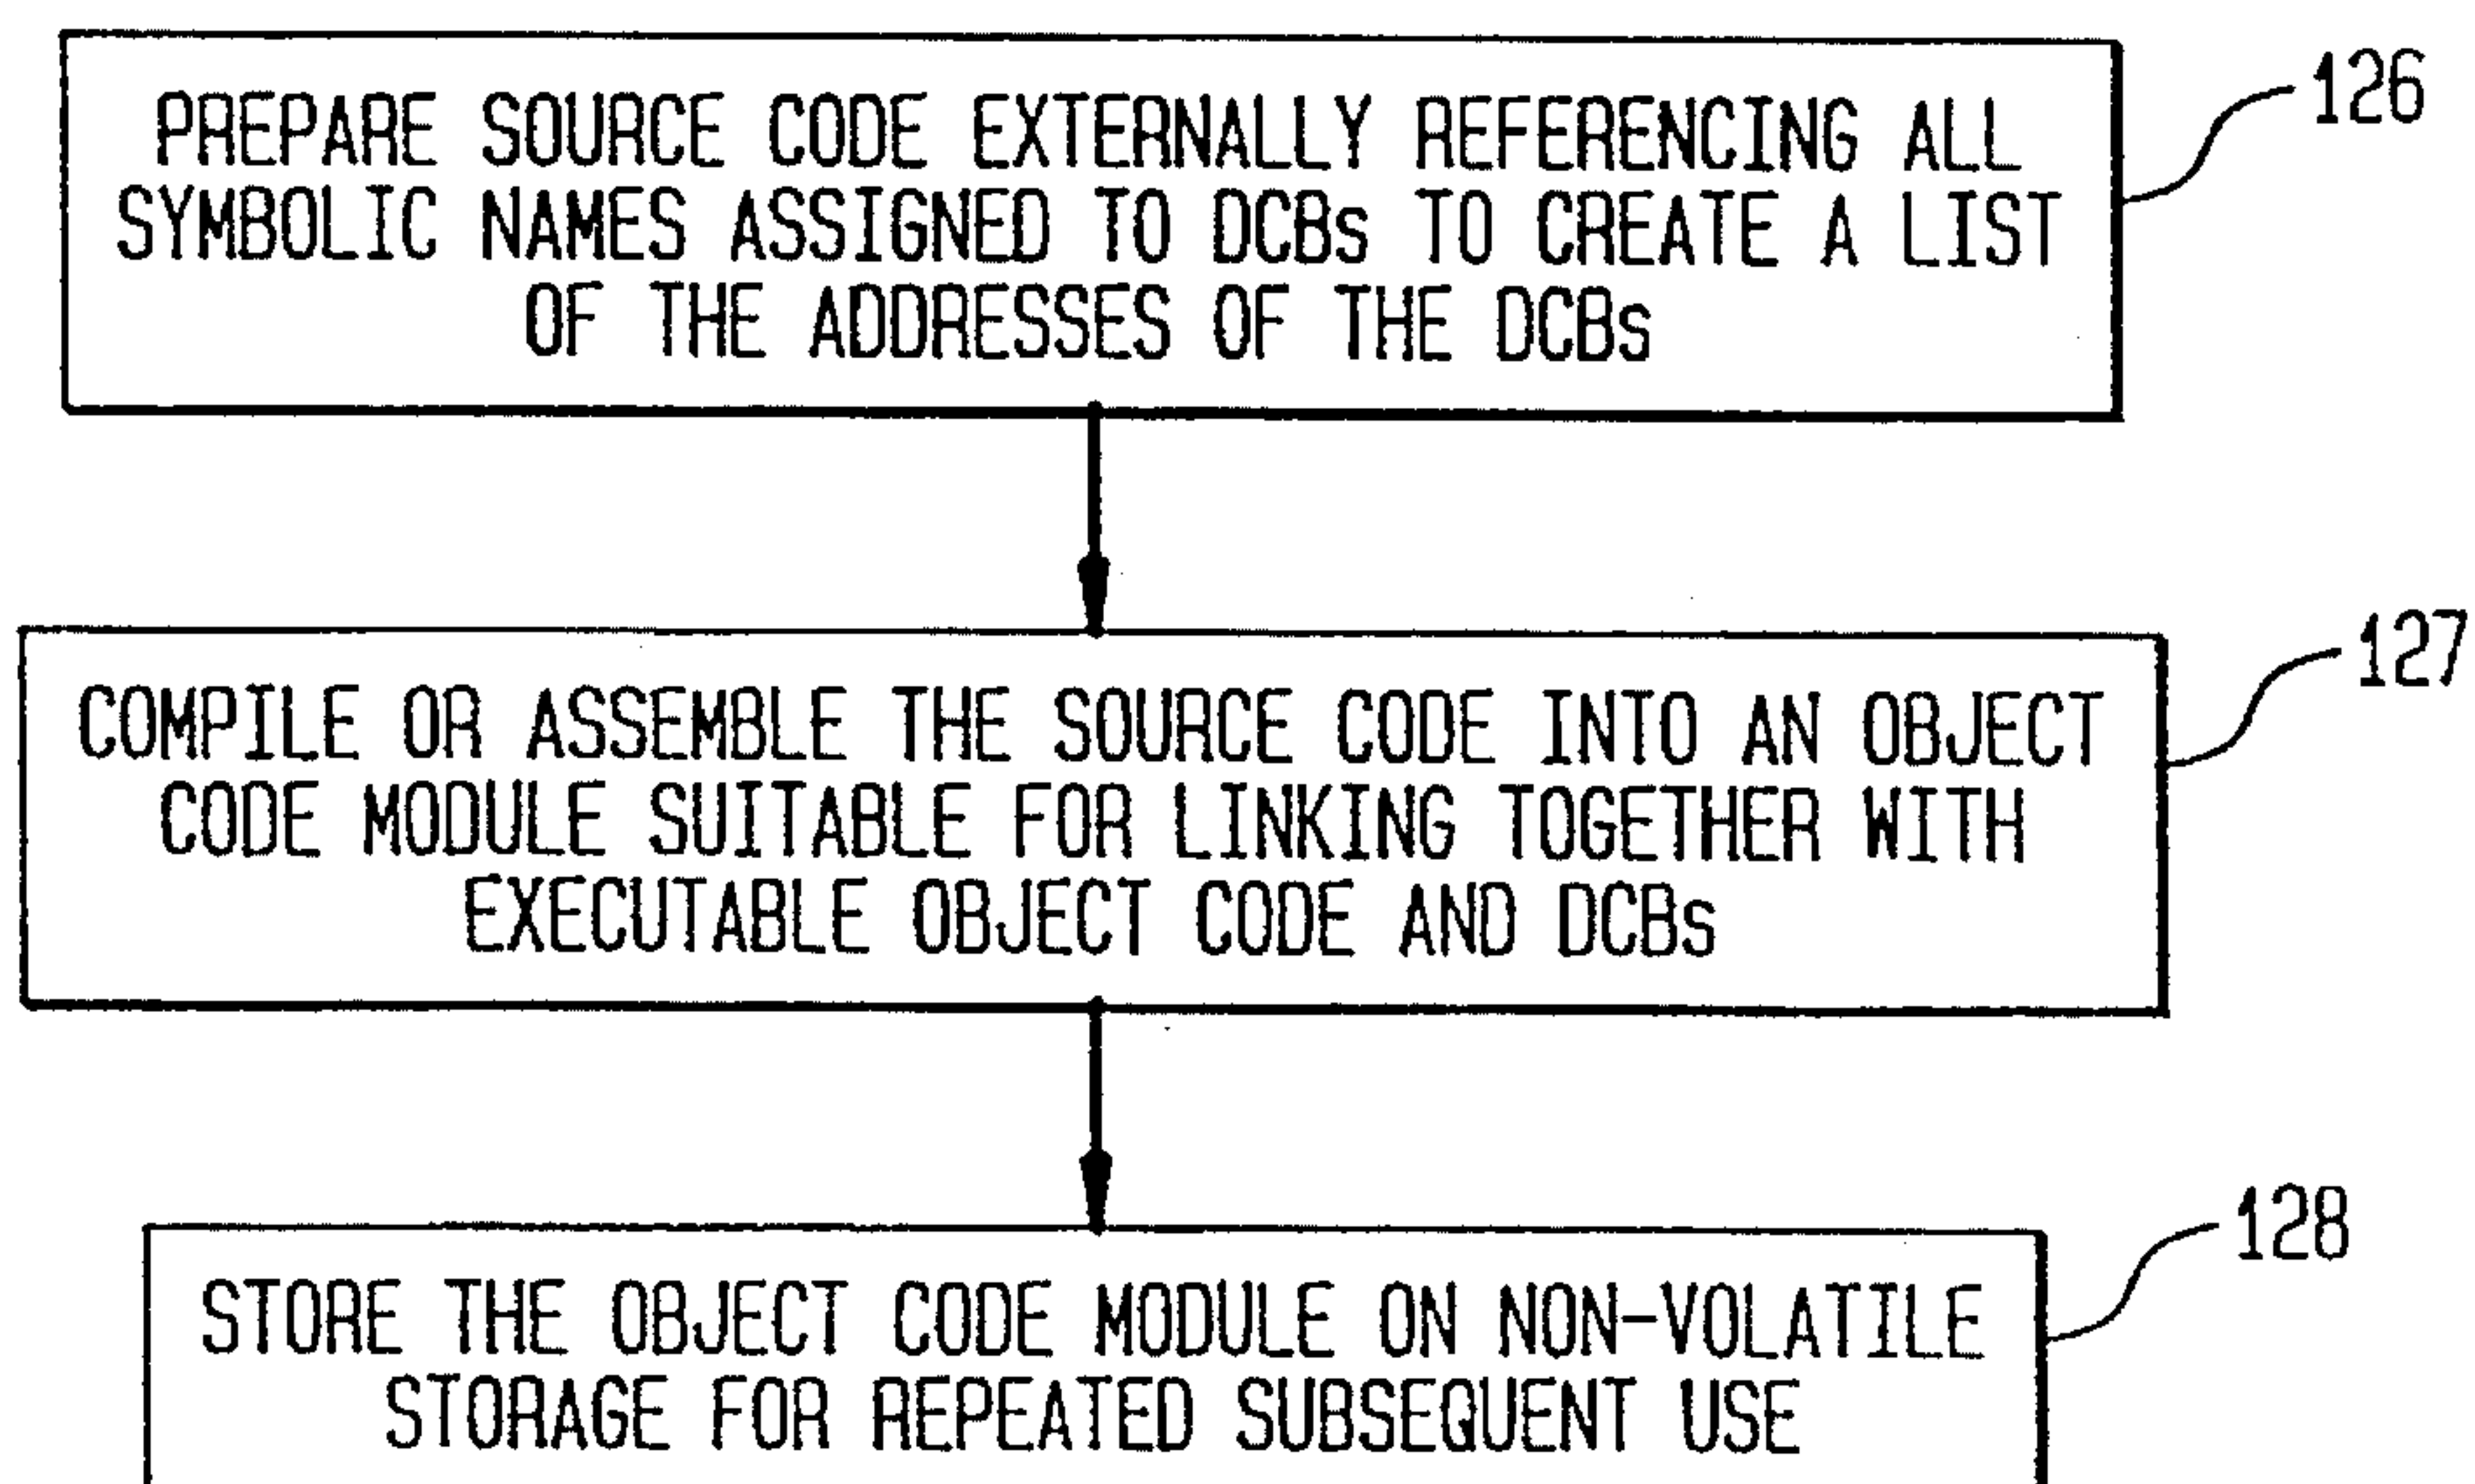 PREPARE SOURCE CODE EXTERNALLY REFERENCING ALL
SYMBOLIC NAMES ASSIGNED TO DCBs TO CREATE A LIST
OF THE ADDRESSES OF THE DCBs
126
COMPILE OR ASSEMBLE THE SOURCE CODE INTO AN OBJECT
CODE MODULE SUITABLE FOR LINKING TOGETHER WITH
EXECUTABLE OBJECT CODE AND DCBs
127
STORE THE OBJECT CODE MODULE ON NON-VOLATILE
STORAGE FOR REPEATED SUBSEQUENT USE
128